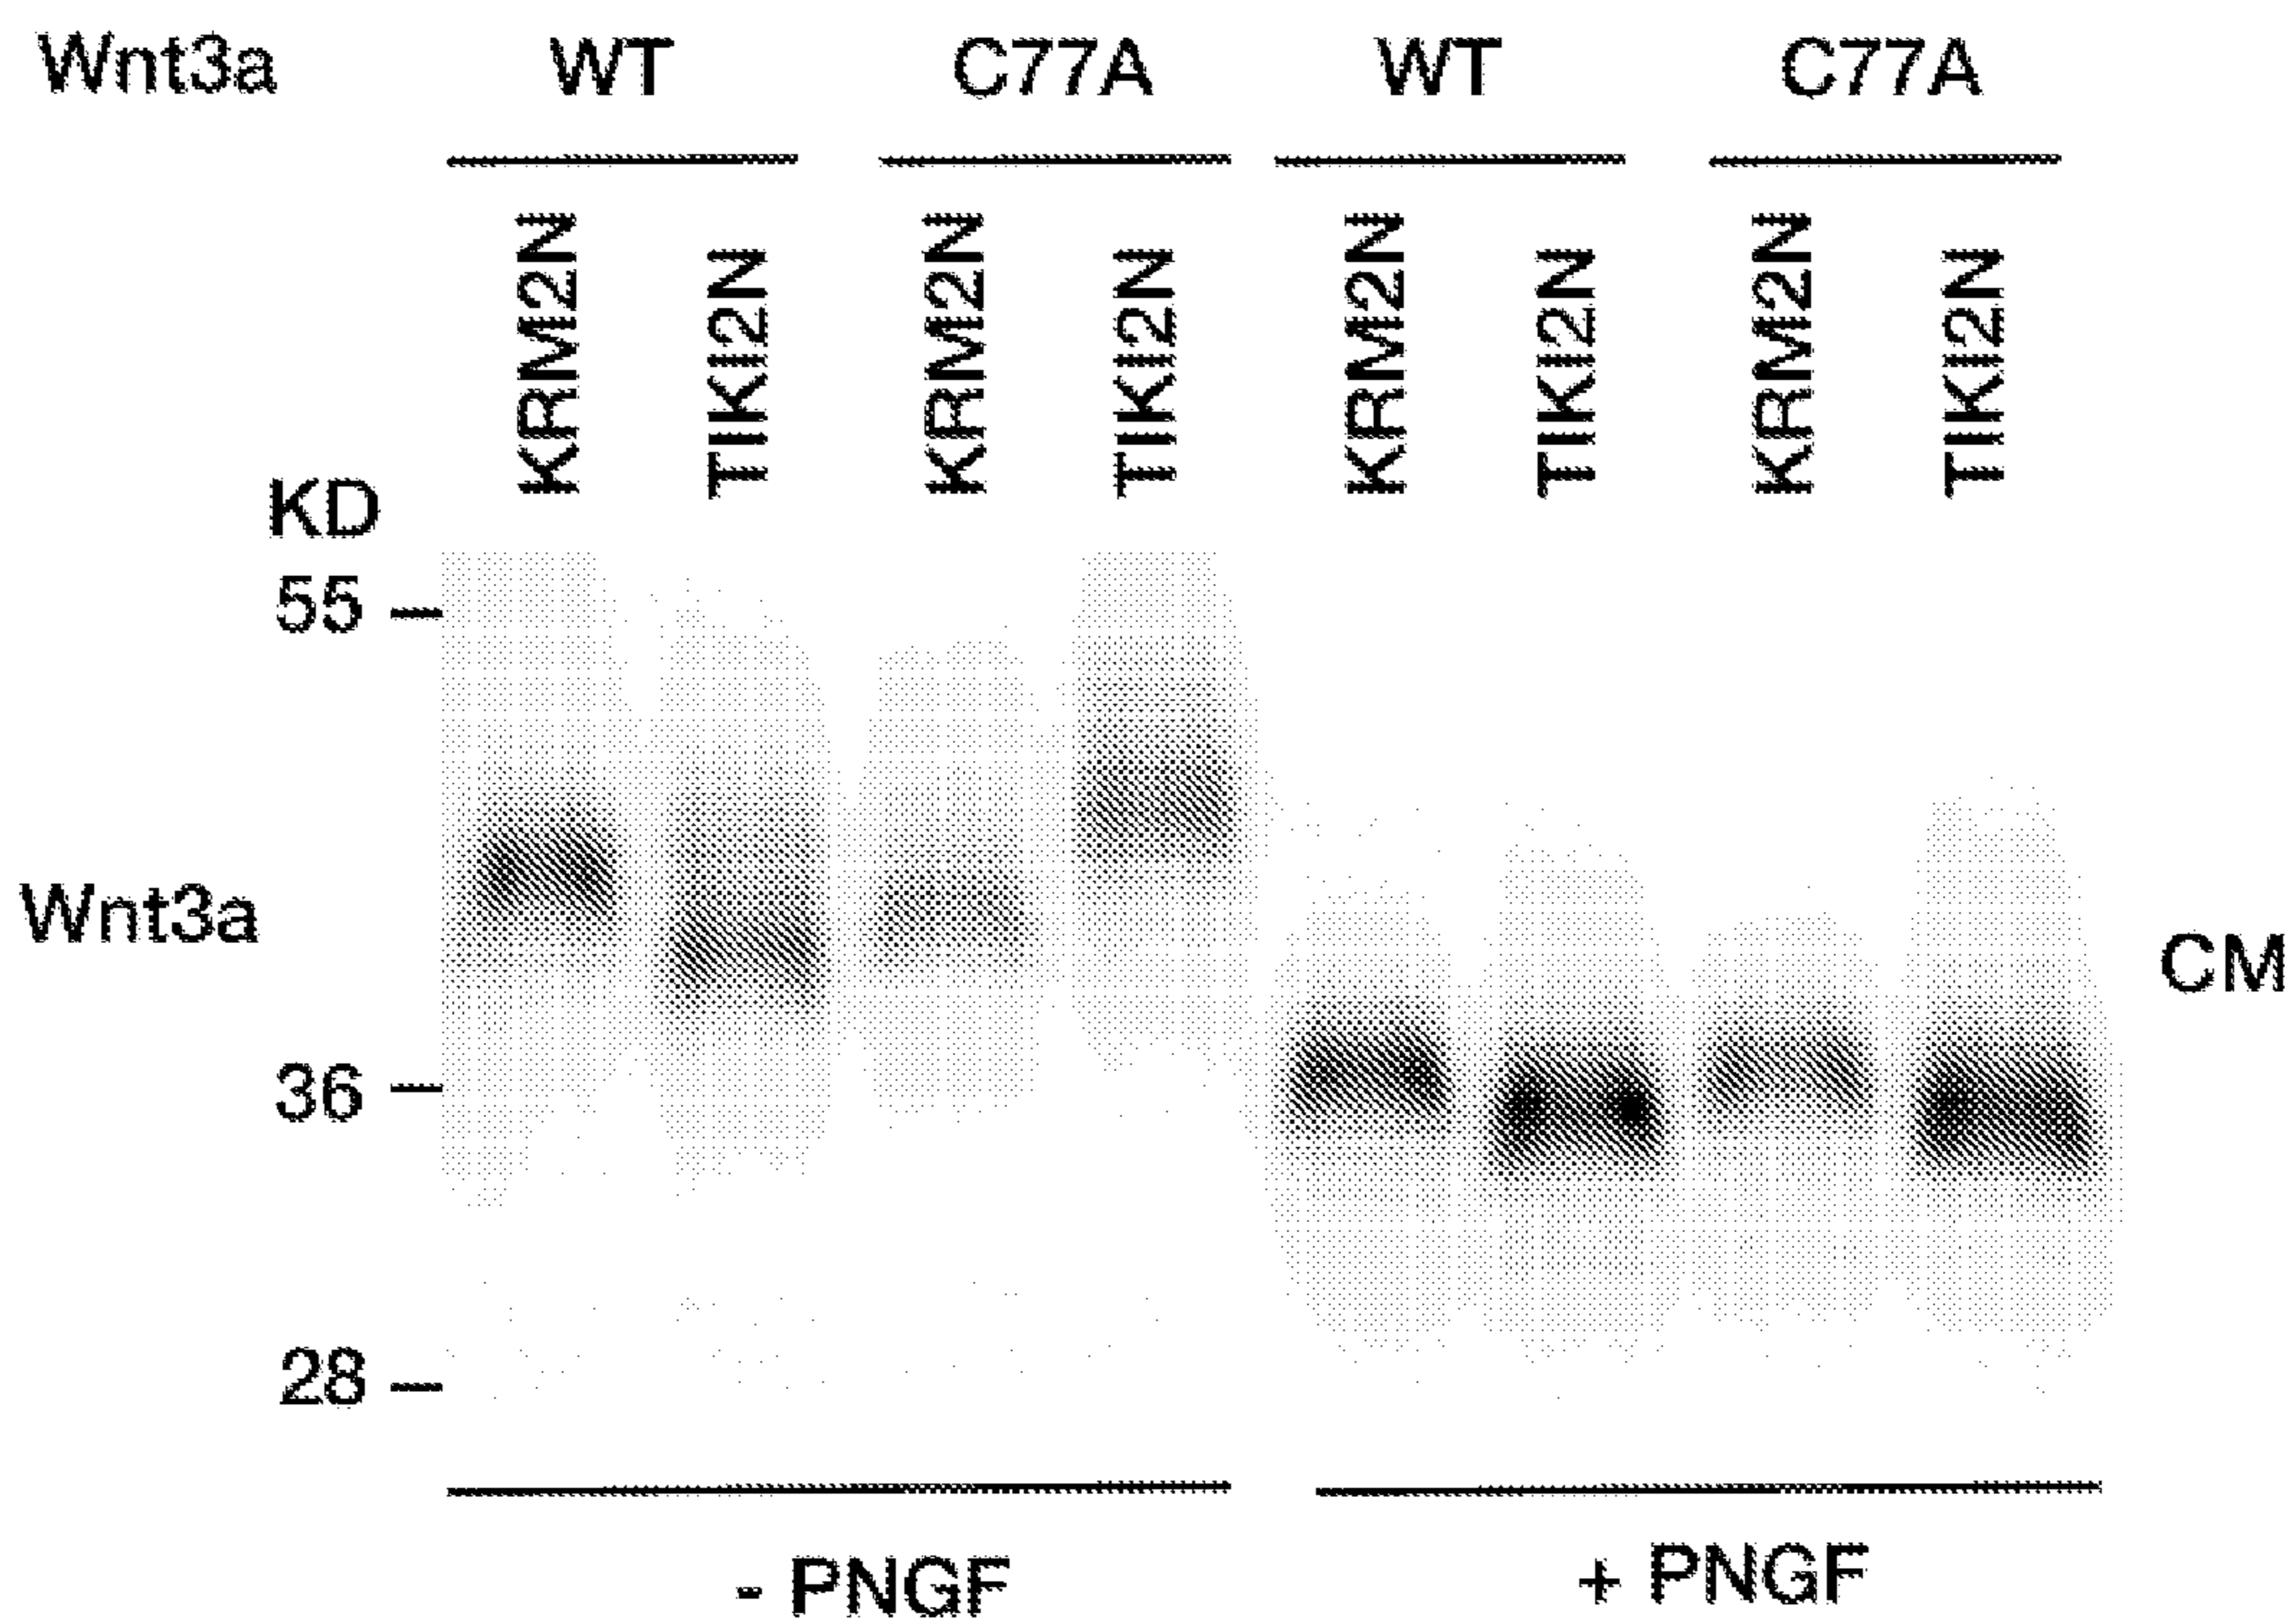 Wnt3a WT C77A WT C77A
KRM2N TIKI2N KRM2N TIKI2N KRM2N TIKI2N KRM2N TIKI2N
KD
55
Wnt3a
CM
36
28
- PNGF + PNGF